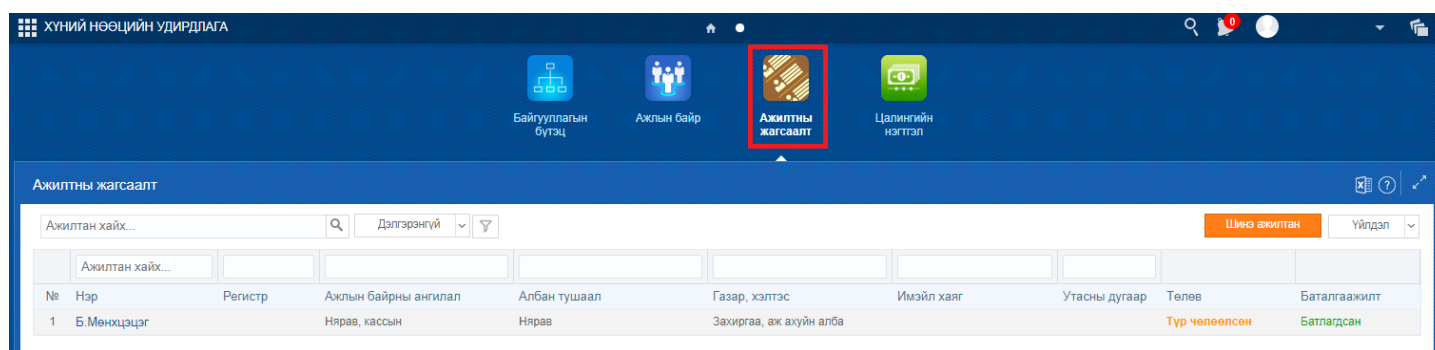 ХҮНИЙ НӨӨЦИЙН УДИРДЛАГА
0
Байгууллагын бүтэц
Ажлын байр
Ажилтны жагсаалт
Цалингийн нэгтгэл
Ажилтны жагсаалт
Ажилтан хайх...
Дэлгэрэнгүй
Шинэ ажилтан
Үйлдэл
Ажилтан хайх...
№ Нэр Регистр Ажлын байрны ангилал Албан тушаал Газар, хэлтэс Имэйл хаяг Утасны дугаар Төлөв Баталгаажилт
1 Б.Мөнхцэцэг Нярав, кассын Нярав Захиргаа, аж ахуйн алба Түр чөлөөлсөн Батлагдсан